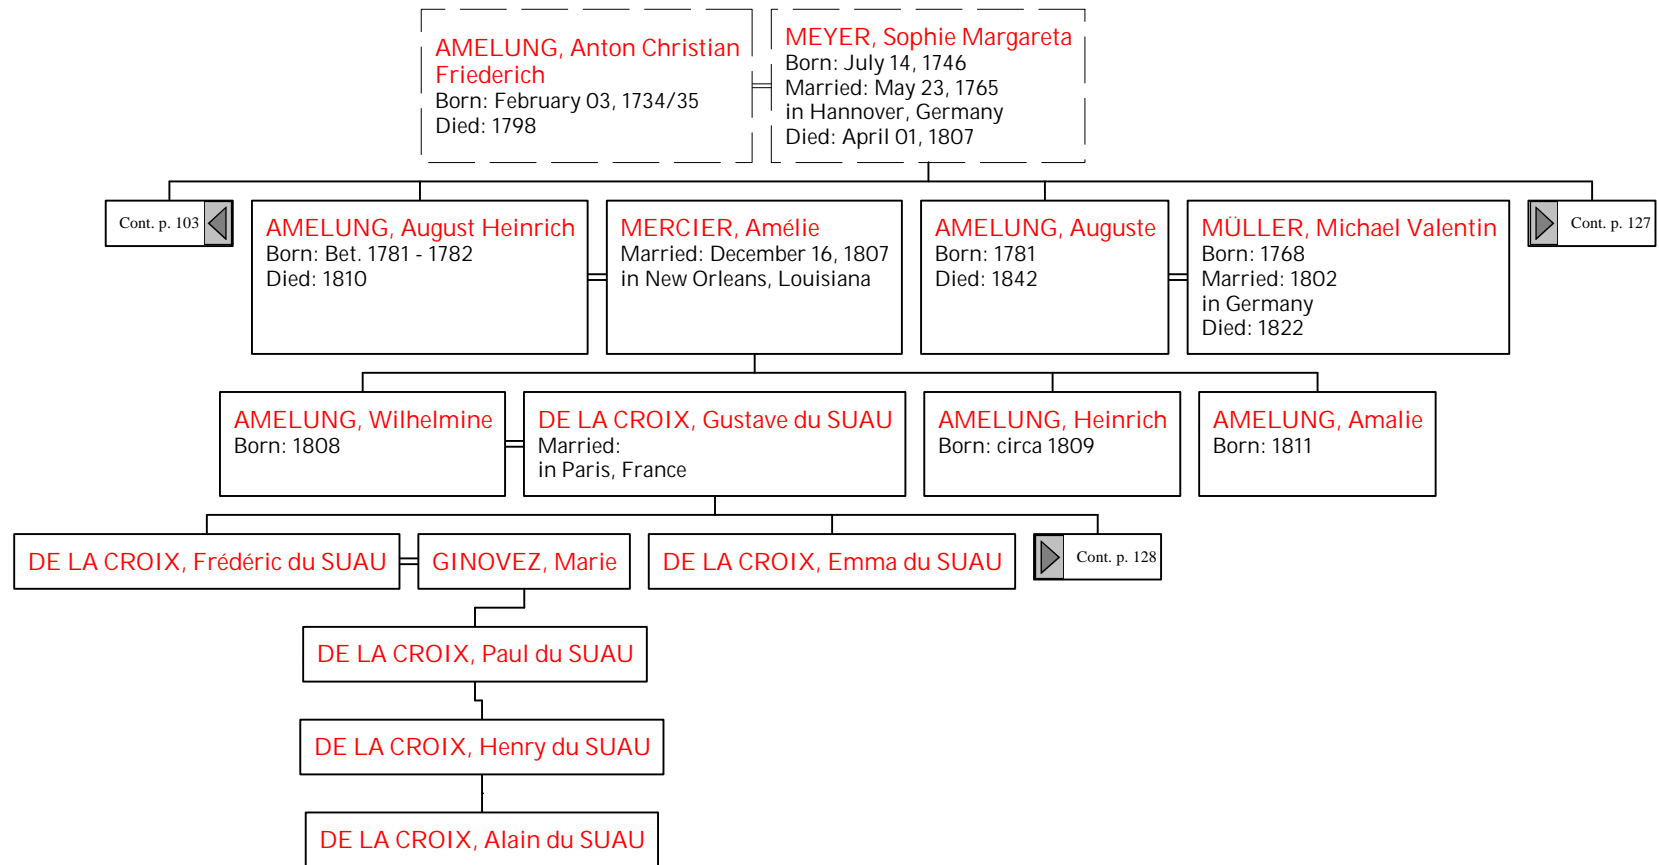 AMELUNG, Anton Christian
Friederich
Born: February 03, 1734/35
Died: 1798
MEYER, Sophie Margareta
Born: July 14, 1746
Married: May 23, 1765
in Hannover, Germany
Died: April 01, 1807
Cont. p. 103
AMELUNG, August Heinrich
Born: Bet. 1781 - 1782
Died: 1810
MERCIER, Amélie
Married: December 16, 1807
in New Orleans, Louisiana
AMELUNG, Auguste
Born: 1781
Died: 1842
MÜLLER, Michael Valentin
Born: 1768
Married: 1802
in Germany
Died: 1822
Cont. p. 127
AMELUNG, Wilhelmine
Born: 1808
DE LA CROIX, Gustave du SUAU
Married:
in Paris, France
AMELUNG, Heinrich
Born: circa 1809
AMELUNG, Amalie
Born: 1811
DE LA CROIX, Frédéric du SUAU
GINOVEZ, Marie
DE LA CROIX, Emma du SUAU
Cont. p. 128
DE LA CROIX, Paul du SUAU
DE LA CROIX, Henry du SUAU
DE LA CROIX, Alain du SUAU